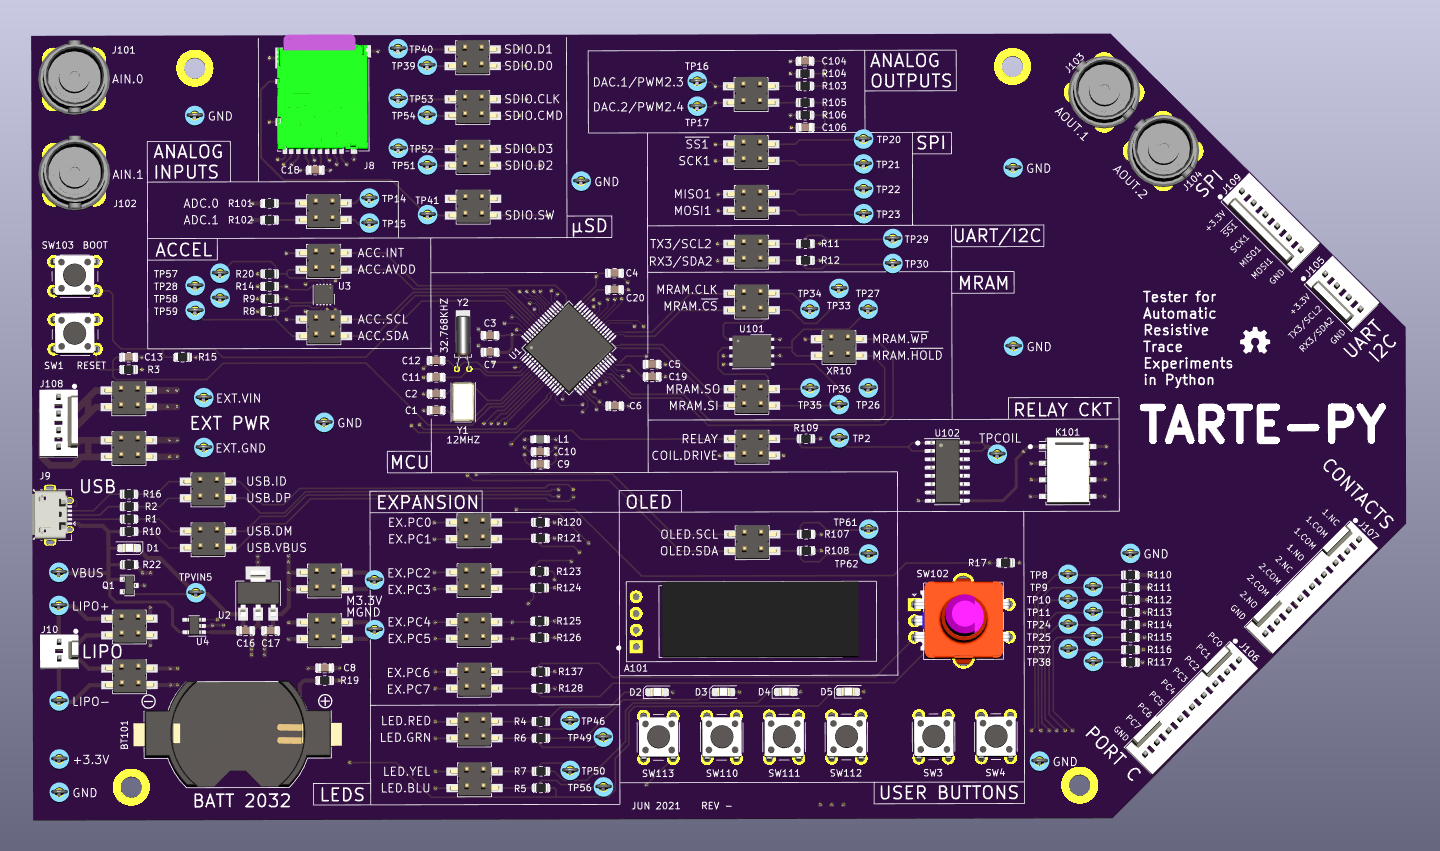 J101
AIN.0
GND
AIN.1
J102
ANALOG
INPUTS
C18
J8
TP40
TP39
SDIO.D1
SDIO.D0
TP53
TP54
SDIO.CLK
SDIO.CMD
TP52
TP51
SDIO.D3
SDIO.D2
TP41
SDIO.SW
GND
µSD
ADC.0
R101
ADC.1
R102
TP14
TP15
DAC.1/PWM2.3
TP16
DAC.2/PWM2.4
TP17
C104
R104
R103
R105
R106
C106
ANALOG
OUTPUTS
SS1
SCK1
MISO1
MOSI1
TP20
TP21
TP22
TP23
SPI
TX3/SCL2
RX3/SDA2
R11
R12
TP29
TP30
UART/I2C
J103
AOUT.1
AOUT.2
J104
GND
SPI
J109
+3.3V
SS1
SCK1
MISO1
MOSI1
GND
J105
+3.3V
TX3/SCL2
RX3/SDA2
GND
UART
I2C
SW103 BOOT
SW1 RESET
ACCEL
TP57
TP28
TP58
TP59
R20
R14
R9
R8
U3
ACC.INT
ACC.AVDD
ACC.SCL
ACC.SDA
C13
R15
R3
32.768KHZ
Y2
C3
C7
U1
C12
C11
C2
C1
Y1
12MHZ
C4
C20
C5
C19
C6
L1
C10
C9
MCU
MRAM
MRAM.CLK
MRAM.CS
TP34
TP33
TP27
U101
MRAM.WP
MRAM.HOLD
XR10
MRAM.SO
MRAM.SI
TP36
TP35
TP26
GND
RELAY CKT
RELAY
COIL.DRIVE
R109
TP2
U102
TPCOIL
K101
Tester for
Automatic
Resistive
Trace
Experiments
in Python
TARTE-PY
J108
EXT.VIN
EXT PWR
EXT.GND
GND
J9
USB
R16
R2
R1
R10
D1
R22
Q1
USB.ID
USB.DP
USB.DM
USB.VBUS
VBUS
TPVIN5
U2
U4
C16
C17
M3.3V
MGND
LIPO+
J10
LIPO
LIPO-
C8
R19
BT101
BATT 2032
+3.3V
GND
EXPANSION
EX.PC0
EX.PC1
R120
R121
EX.PC2
EX.PC3
R123
R124
EX.PC4
EX.PC5
R125
R126
EX.PC6
EX.PC7
R137
R128
LED.RED
LED.GRN
R4
R6
TP46
TP49
LED.YEL
LED.BLU
R7
R5
TP50
TP56
LEDS
OLED
OLED.SCL
OLED.SDA
R107
R108
TP61
TP62
A101
R17
SW102
D2
D3
D4
D5
SW113
SW110
SW111
SW112
SW3
SW4
USER BUTTONS
JUN 2021 REV -
GND
TP8
TP9
TP10
TP11
TP24
TP25
TP37
TP38
R110
R111
R112
R113
R114
R115
R116
R117
GND
CONTACTS
J107
1.NC
1.COM
1.COM
1.NO
2.NC
2.COM
2.COM
2.NO
GND
J106
PC0
PC1
PC2
PC3
PC4
PC5
PC6
PC7
GND
PORT C